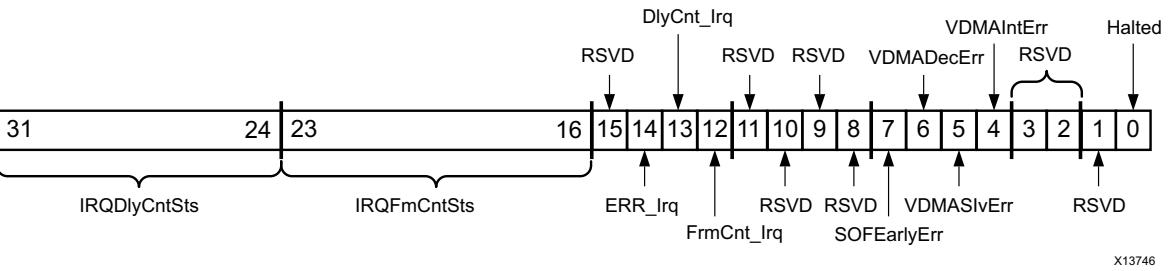 DlyCnt_Irq
VDMAIntErr Halted
RSVD RSVD RSVD VDMADecErr RSVD
31 24 23 16 15 14 13 12 11 10 9 8 7 6 5 4 3 2 1 0
IRQDlyCntSts IRQFmCntSts ERR_Irq RSVD RSVD VDMASlvErr RSVD
FrmCnt_Irq SOFEarlyErr
X13746